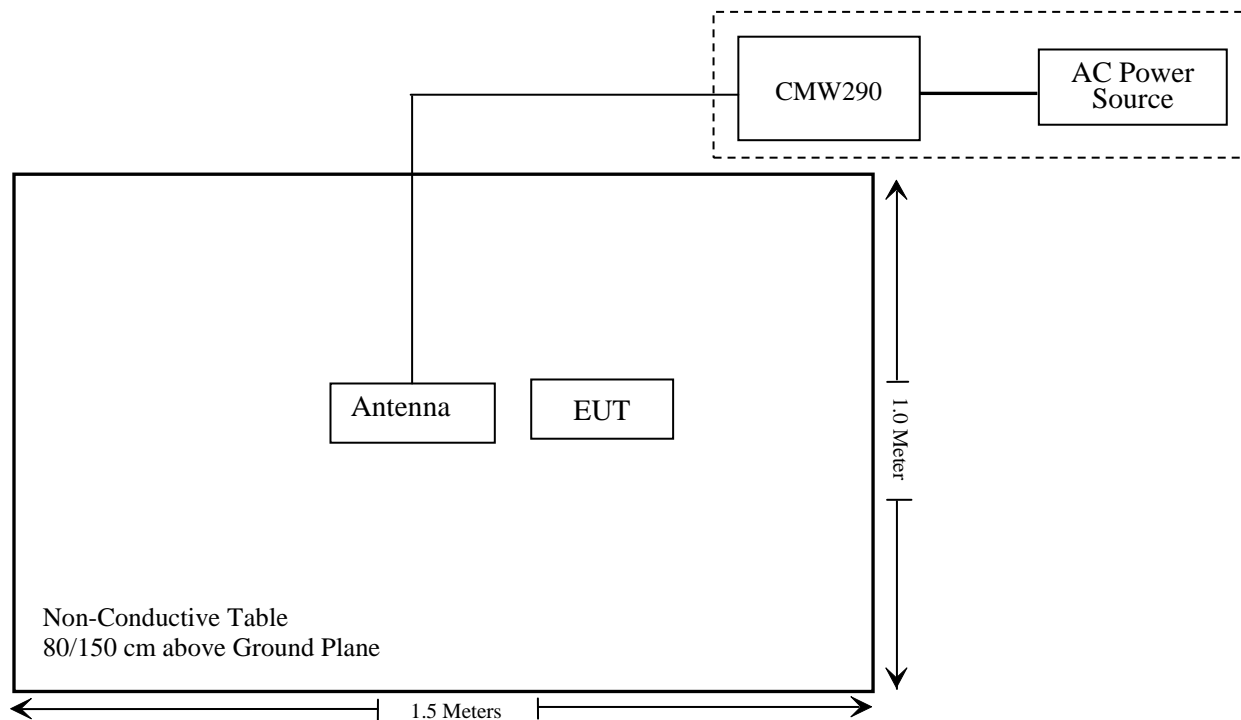 CMW290
AC Power
Source
Antenna
EUT
1.0 Meter
Non-Conductive Table
80/150 cm above Ground Plane
1.5 Meters